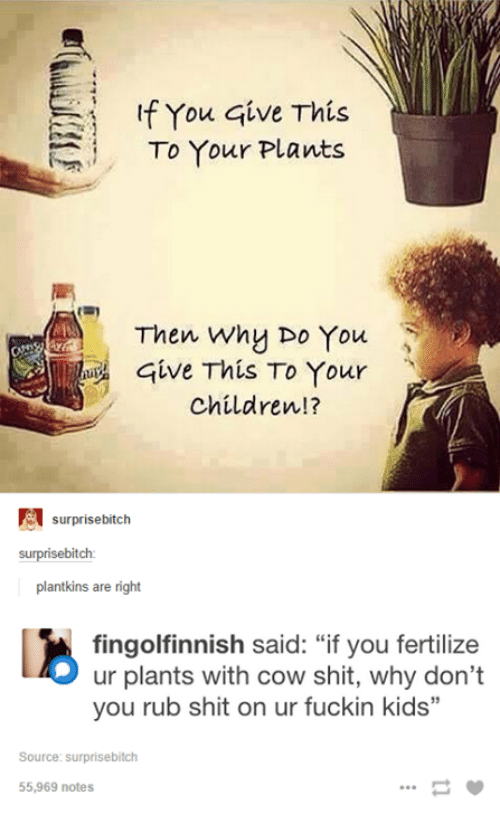 If You Give This
To Your Plants
Then Why Do You
Give This To Your
Children!?
surprisebitch
surprisebitch:
plantkins are right
fingolfinnish said: “if you fertilize
ur plants with cow shit, why don’t
you rub shit on ur fuckin kids”
Source: surprisebitch
55,969 notes